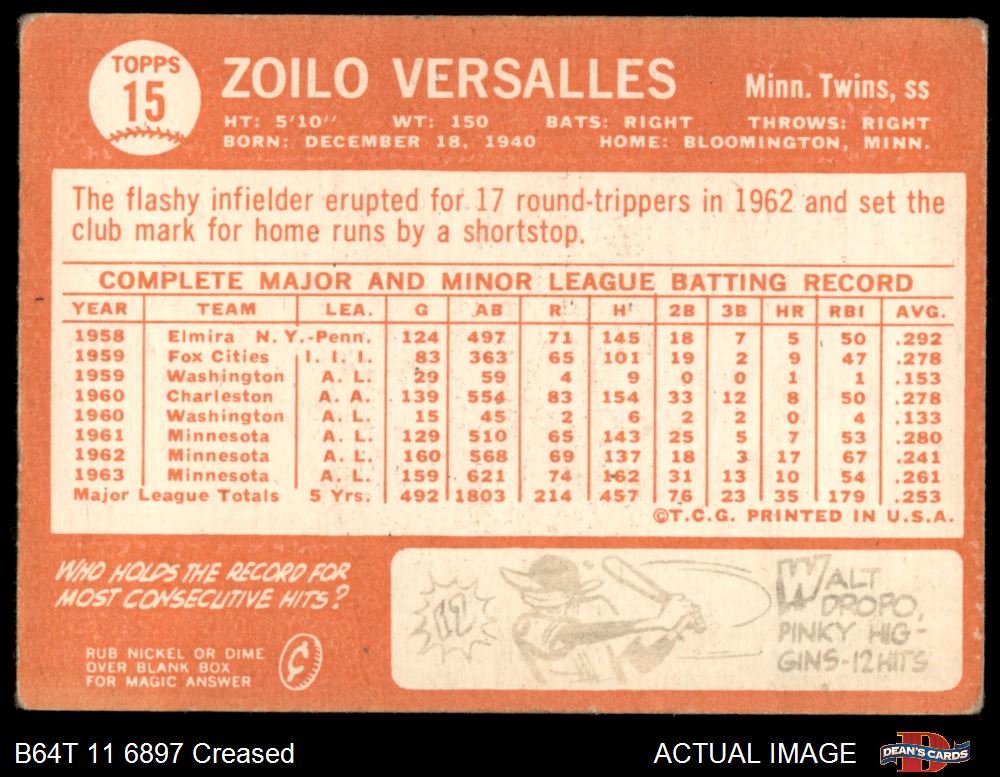 TOPPS
15
ZOILO VERSALLES
Minn. Twins, ss
HT: 5'10" WT: 150 BATS: RIGHT THROWS: RIGHT
BORN: DECEMBER 18, 1940 HOME: BLOOMINGTON, MINN.
The flashy infielder erupted for 17 round-trippers in 1962 and set the
club mark for home runs by a shortstop.
COMPLETE MAJOR AND MINOR LEAGUE BATTING RECORD
YEAR TEAM LEA. G AB R H 2B 3B HR RBI AVG.
1958 Elmira N. Y.-Penn. 124 497 71 145 18 7 5 50 .292
1959 Fox Cities I. I. I. 83 363 65 101 19 2 9 47 .278
1959 Washington A. L. 29 59 4 9 0 0 1 1 .153
1960 Charleston A. A. 139 554 83 154 33 12 8 50 .278
1960 Washington A. L. 15 45 2 6 2 2 0 4 .133
1961 Minnesota A. L. 129 510 65 143 25 5 7 53 .280
1962 Minnesota A. L. 160 568 69 137 18 3 17 67 .241
1963 Minnesota A. L. 159 621 74 162 31 13 10 54 .261
Major League Totals 5 Yrs. 492 1803 214 457 76 23 35 179 .253
©T.C.G. PRINTED IN U.S.A.
WHO HOLDS THE RECORD FOR
MOST CONSECUTIVE HITS?
RUB NICKEL OR DIME
OVER BLANK BOX
FOR MAGIC ANSWER
12
WALT
DROPO,
PINKY HIG-
GINS-12 HITS
B64T 11 6897 Creased
ACTUAL IMAGE
DEAN'S CARDS